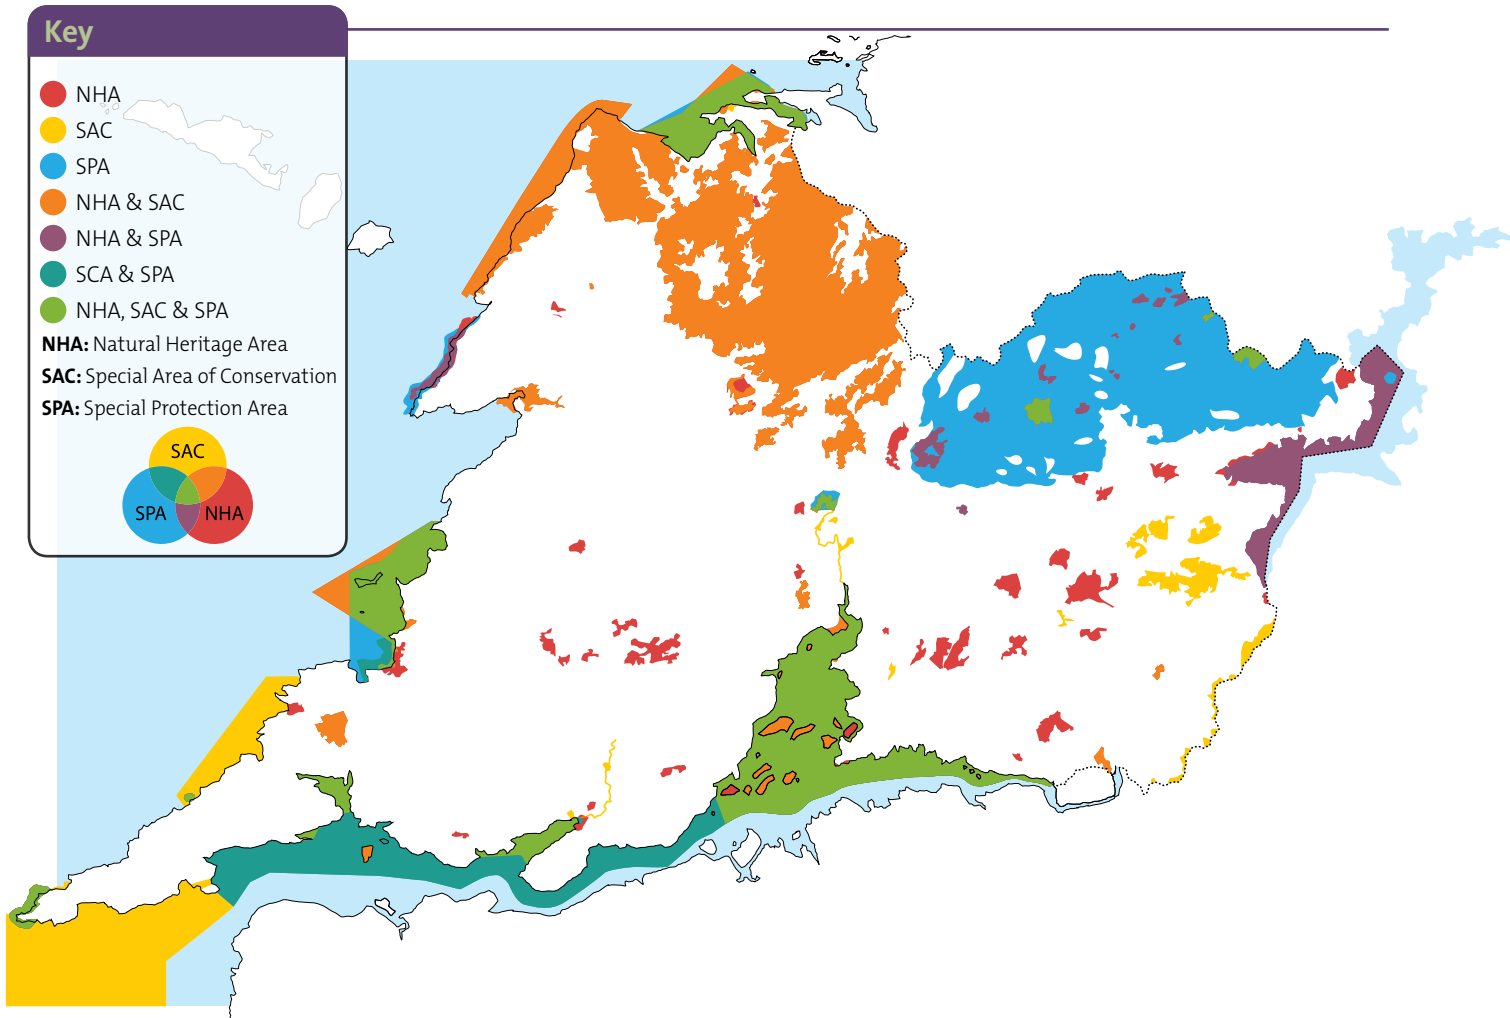 Key
NHA
SAC
SPA
NHA & SAC
NHA & SPA
SCA & SPA
NHA, SAC & SPA
NHA: Natural Heritage Area
SAC: Special Area of Conservation
SPA: Special Protection Area
SAC
SPA
NHA